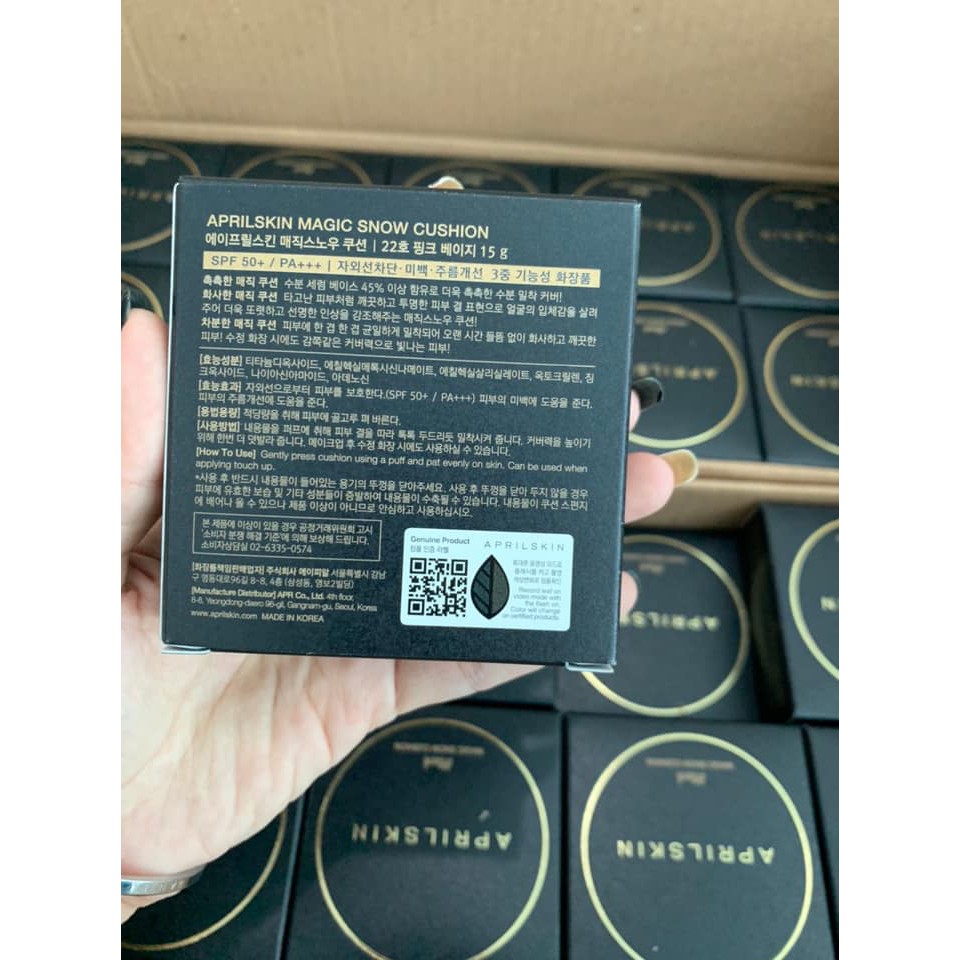 APRILSKIN MAGIC SNOW CUSHION
에이프릴스킨 매직스노우 쿠션 | 22호 핑크 베이지 15 g
SPF 50+ / PA+++ | 자외선차단·미백·주름개선 3중 기능성 화장품
촉촉한 매직 쿠션 수분 세럼 베이스 45% 이상 함유로 더욱 촉촉한 수분 밀착 커버!
화사한 매직 쿠션 타고난 피부처럼 깨끗하고 투명한 피부 결 표현으로 얼굴의 입체감을 살려
주어 더욱 또렷하고 선명한 인상을 강조해주는 매직스노우 쿠션!
차분한 매직 쿠션 피부에 한 겹 한 겹 균일하게 밀착되어 오랜 시간 들뜸 없이 화사하고 깨끗한
피부! 수정 화장 시에도 감쪽같은 커버력으로 빛나는 피부!
[효능성분] 티타늄디옥사이드, 에칠헥실메톡시신나메이트, 에칠헥실살리실레이트, 옥토크릴렌, 징
크옥사이드, 나이아신아마이드, 아데노신
[효능효과] 자외선으로부터 피부를 보호한다.(SPF 50+ / PA+++) 피부의 미백에 도움을 준다.
피부의 주름개선에 도움을 준다.
[용법용량] 적당량을 취해 피부에 골고루 펴 바른다.
[사용방법] 내용물을 퍼프에 취해 피부 결을 따라 톡톡 두드리듯 밀착시켜 줍니다. 커버력을 높이기
위해 한번 더 덧발라 줍니다. 메이크업 후 수정 화장 시에도 사용하실 수 있습니다.
[How To Use] Gently press cushion using a puff and pat evenly on skin. Can be used when
applying touch up.
*사용 후 반드시 내용물이 들어있는 용기의 뚜껑을 닫아주세요. 사용 후 뚜껑을 닫아 두지 않을 경우
피부에 유효한 보습 및 기타 성분들이 증발하여 내용물이 수축될 수 있습니다. 내용물이 쿠션 스펀지
에 배어나 올 수 있으나 제품 이상이 아니므로 안심하고 사용하십시오.
본 제품에 이상이 있을 경우 공정거래위원회 고시
'소비자 분쟁 해결 기준'에 의해 보상해 드립니다.
소비자상담실 02-6335-0574
[화장품책임판매업자] 주식회사 에이피알 서울특별시 강남
구 영동대로96길 8-8, 4층 (삼성동, 영보2빌딩)
[Manufacture Distributor] APR Co., Ltd. 4th floor,
8-8, Yeongdong-daero 96-gil, Gangnam-gu, Seoul, Korea
www.aprilskin.com MADE IN KOREA
Genuine Product
정품 인증 라벨
APRILSKIN
Record well on
video mode with
the flash on.
Color will change
on certified products.
APRILSKIN
MAGIC SNOW CUSHION
APRILSKIN
MAGIC SNOW CUSHION
APRILSKIN